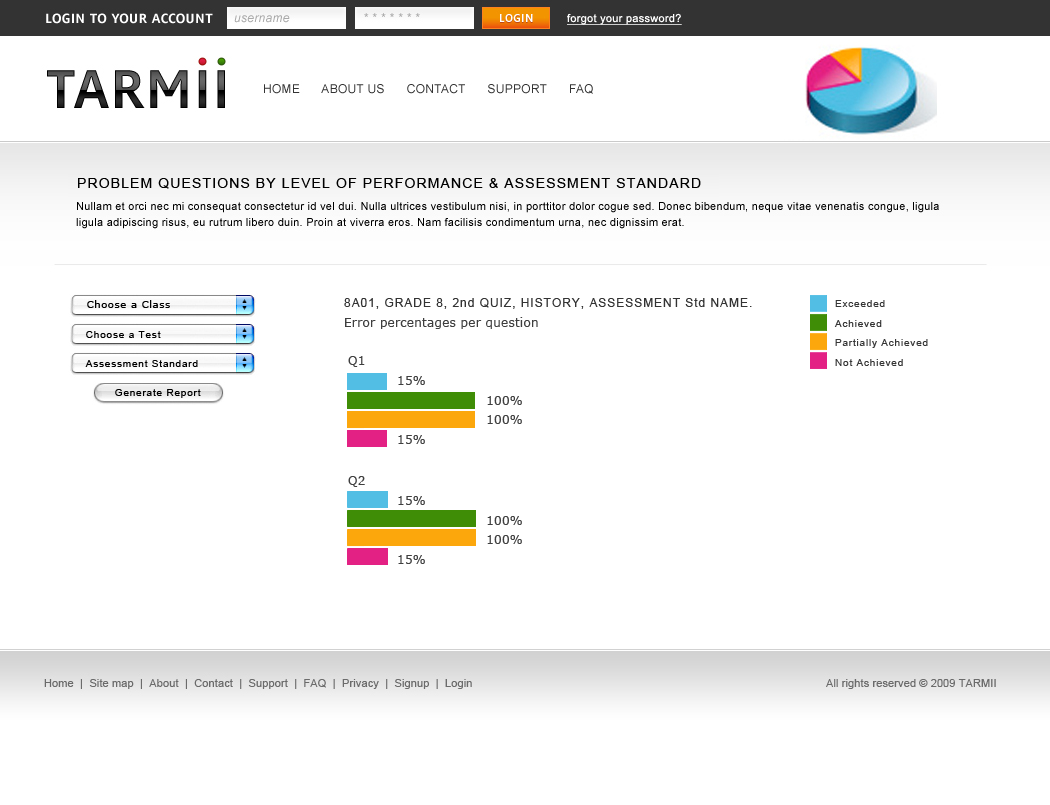 LOGIN TO YOUR ACCOUNT username * * * * * * * LOGIN forgot your password?
TARMii
HOME ABOUT US CONTACT SUPPORT FAQ
PROBLEM QUESTIONS BY LEVEL OF PERFORMANCE & ASSESSMENT STANDARD
Nullam et orci nec mi consequat consectetur id vel dui. Nulla ultrices vestibulum nisi, in porttitor dolor cogue sed. Donec bibendum, neque vitae venenatis congue, ligula
ligula adipiscing risus, eu rutrum libero duin. Proin at viverra eros. Nam facilisis condimentum urna, nec dignissim erat.
Choose a Class
Choose a Test
Assessment Standard
Generate Report
8A01, GRADE 8, 2nd QUIZ, HISTORY, ASSESSMENT Std NAME.
Error percentages per question
Q1
15%
100%
100%
15%
Q2
15%
100%
100%
15%
Exceeded
Achieved
Partially Achieved
Not Achieved
Home | Site map | About | Contact | Support | FAQ | Privacy | Signup | Login
All rights reserved © 2009 TARMII